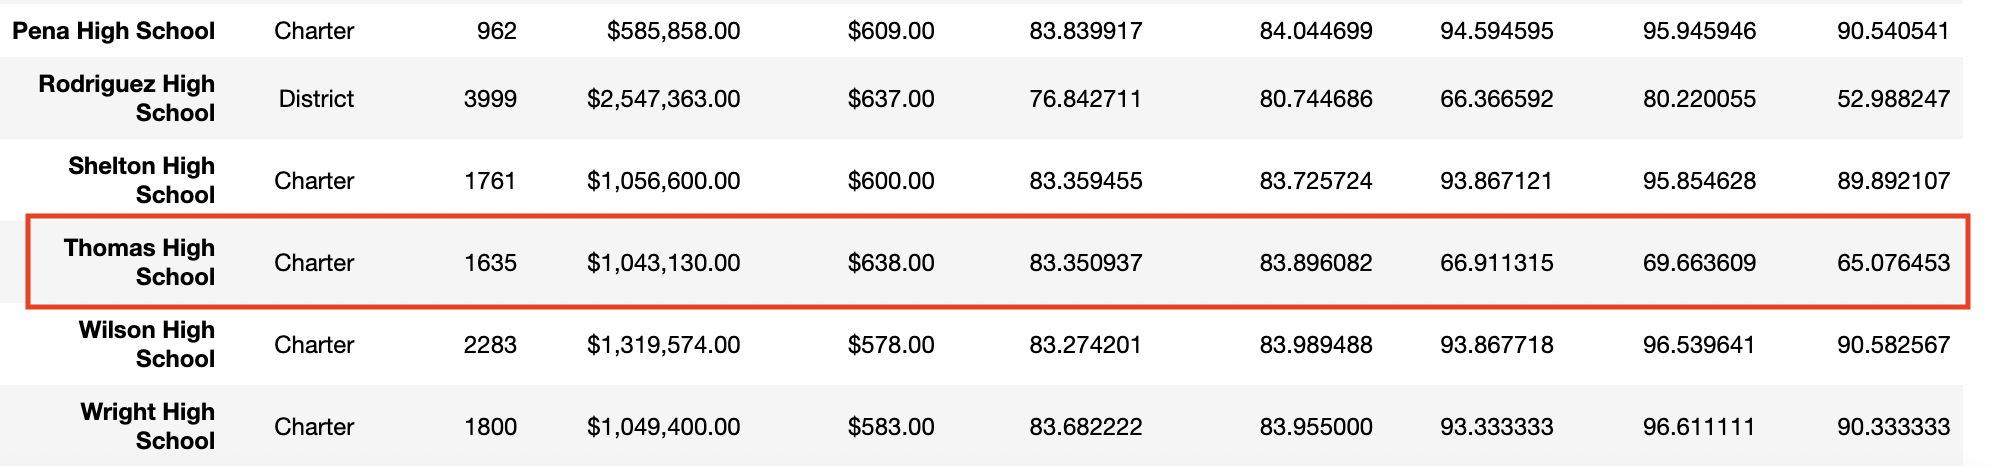 Pena High School Charter 962 $585,858.00 $609.00 83.839917 84.044699 94.594595 95.945946 90.540541
Rodriguez High
School District 3999 $2,547,363.00 $637.00 76.842711 80.744686 66.366592 80.220055 52.988247
Shelton High
School Charter 1761 $1,056,600.00 $600.00 83.359455 83.725724 93.867121 95.854628 89.892107
Thomas High
School Charter 1635 $1,043,130.00 $638.00 83.350937 83.896082 66.911315 69.663609 65.076453
Wilson High
School Charter 2283 $1,319,574.00 $578.00 83.274201 83.989488 93.867718 96.539641 90.582567
Wright High
School Charter 1800 $1,049,400.00 $583.00 83.682222 83.955000 93.333333 96.611111 90.333333